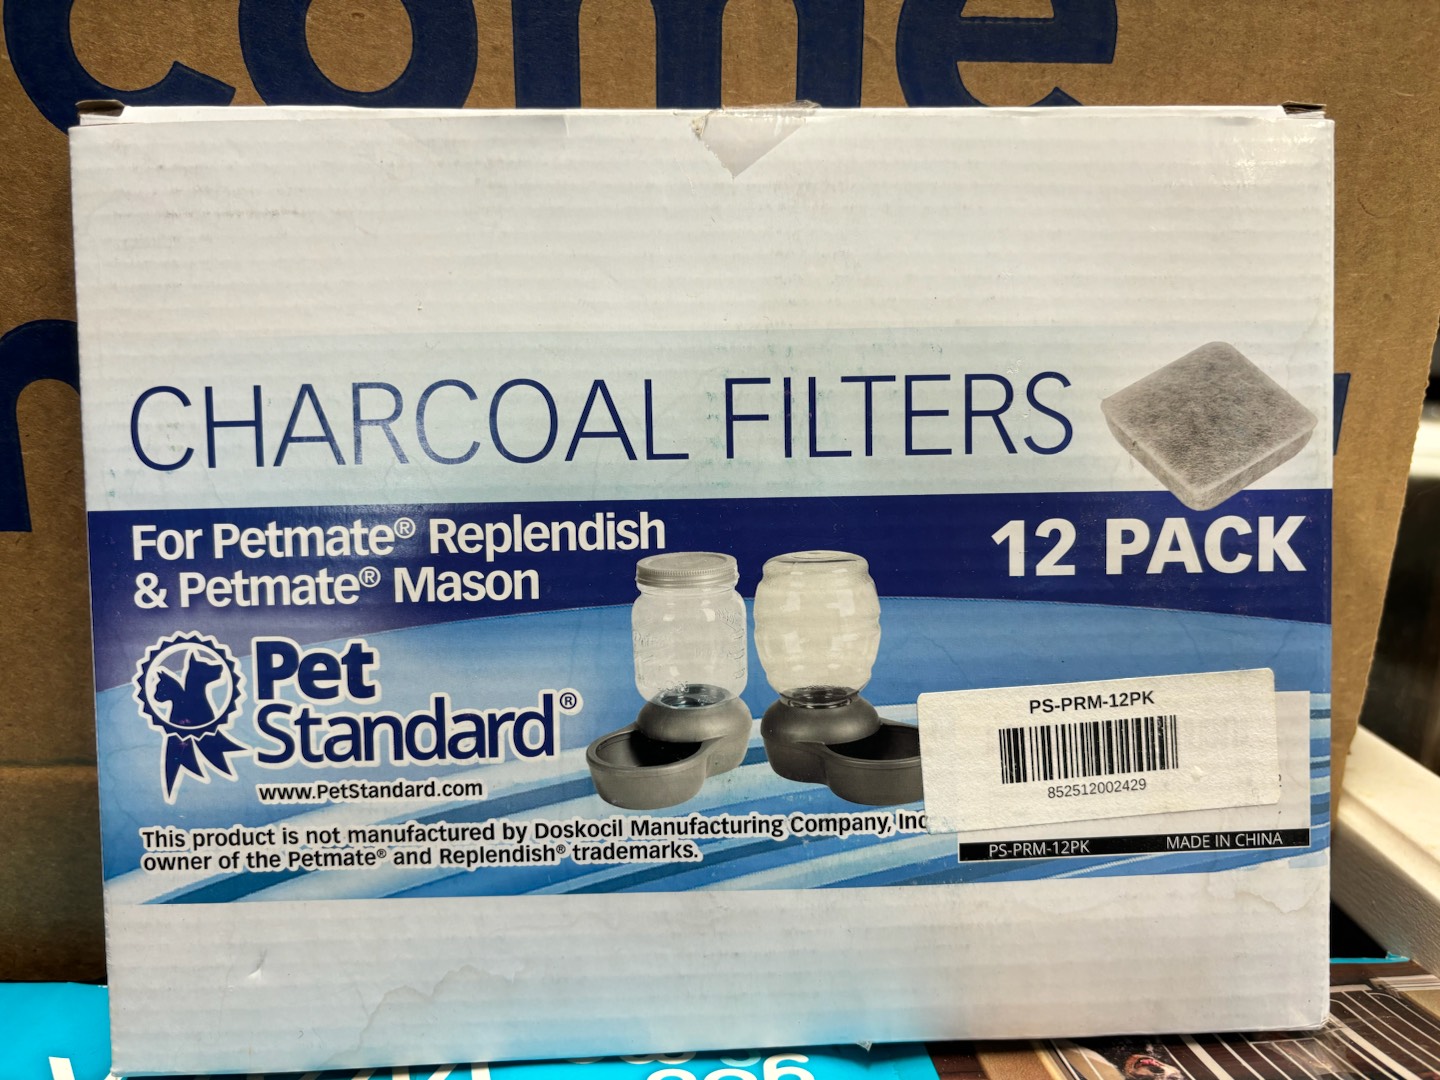 come
CHARCOAL FILTERS
For Petmate® Replendish
& Petmate® Mason
12 PACK
Pet
Standard®
www.PetStandard.com
This product is not manufactured by Doskocil Manufacturing Company, Inc
owner of the Petmate® and Replendish® trademarks.
PS-PRM-12PK
852512002429
PS-PRM-12PK MADE IN CHINA